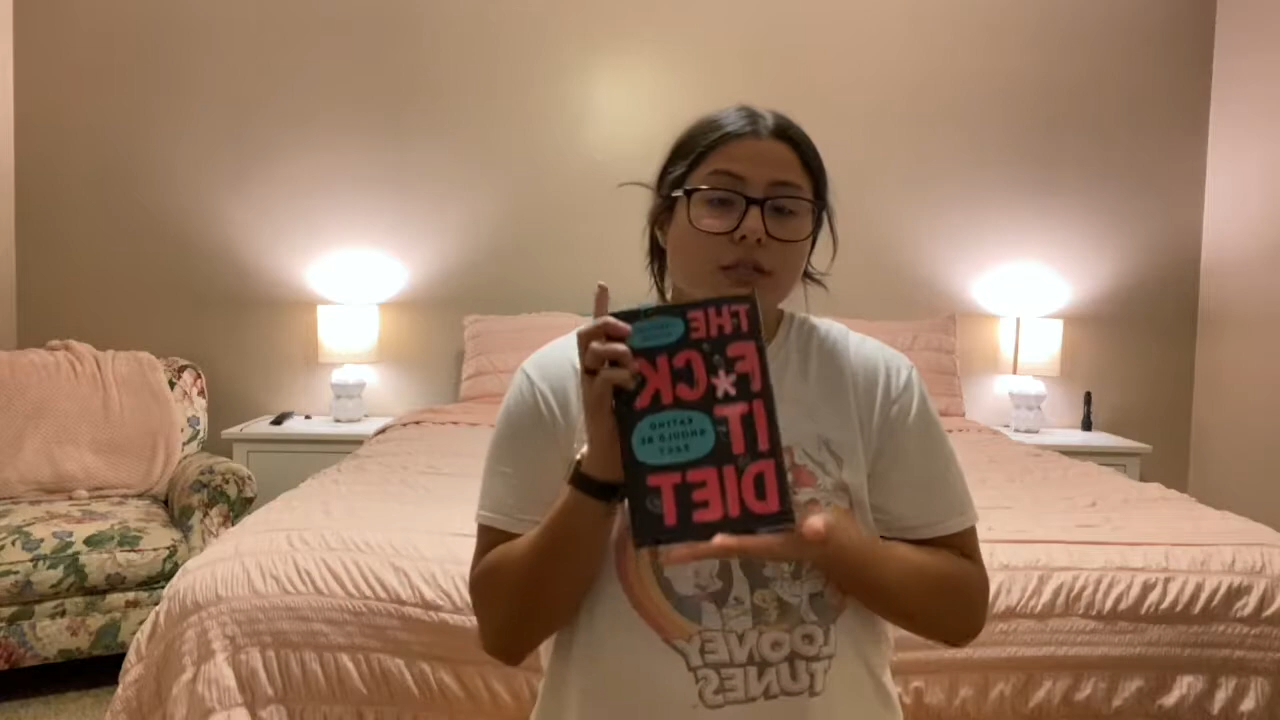 THE
F*CK
IT
DIET
EATING
SHOULD BE
EASY
LOONEY
TUNES